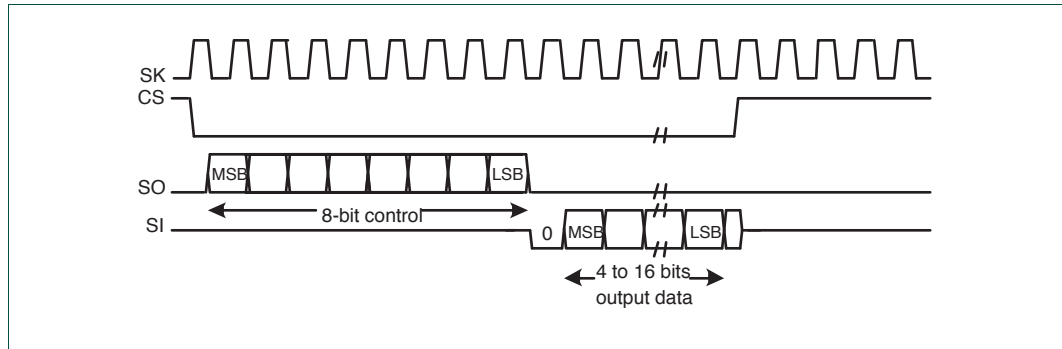 SK
CS
SO
MSB LSB
8-bit control
SI
0 MSB LSB
4 to 16 bits
output data